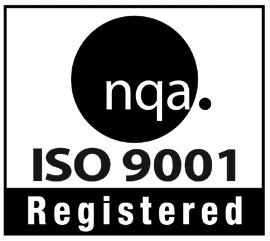 nqa.
ISO 9001
Registered